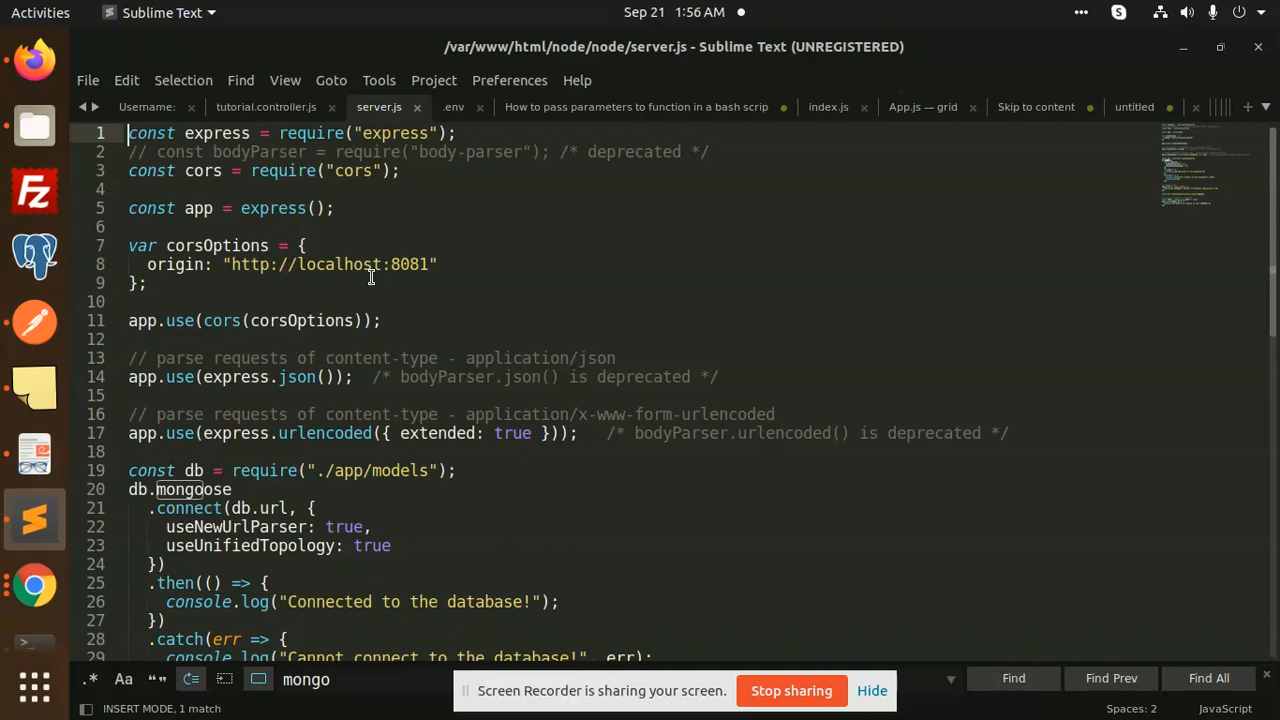 Activities
Sublime Text
Sep 21 1:56 AM
/var/www/html/node/node/server.js - Sublime Text (UNREGISTERED)
File Edit Selection Find View Goto Tools Project Preferences Help
Username: tutorial.controller.js server.js .env How to pass parameters to function in a bash scrip index.js App.js — grid Skip to content untitled
1 const express = require("express");
2 // const bodyParser = require("body-parser"); /* deprecated */
3 const cors = require("cors");
4
5 const app = express();
6
7 var corsOptions = {
8 origin: "http://localhost:8081"
9 };
10
11 app.use(cors(corsOptions));
12
13 // parse requests of content-type - application/json
14 app.use(express.json()); /* bodyParser.json() is deprecated */
15
16 // parse requests of content-type - application/x-www-form-urlencoded
17 app.use(express.urlencoded({ extended: true })); /* bodyParser.urlencoded() is deprecated */
18
19 const db = require("./app/models");
20 db.mongoose
21 .connect(db.url, {
22 useNewUrlParser: true,
23 useUnifiedTopology: true
24 })
25 .then(() => {
26 console.log("Connected to the database!");
27 })
28 .catch(err => {
29 console.log("Cannot connect to the database!", err);
.* Aa mongo
Screen Recorder is sharing your screen. Stop sharing Hide
Find Find Prev Find All
INSERT MODE, 1 match
Spaces: 2 JavaScript